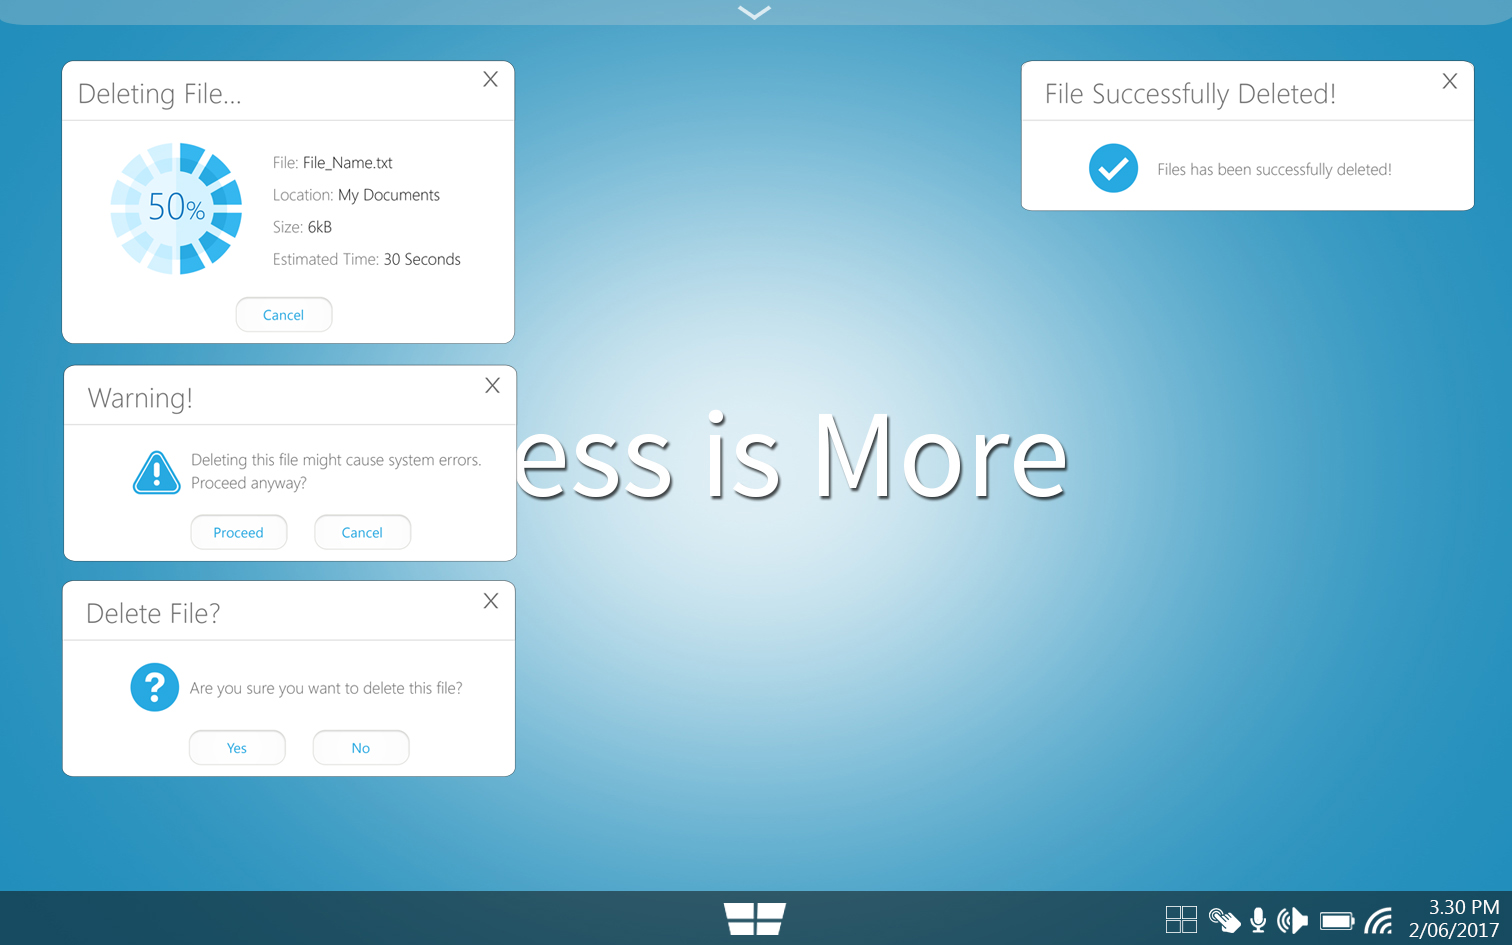 Deleting File...
X
50%
File: File_Name.txt
Location: My Documents
Size: 6kB
Estimated Time: 30 Seconds
Cancel
File Successfully Deleted!
X
Files has been successfully deleted!
Warning!
X
Deleting this file might cause system errors.
Proceed anyway?
Proceed
Cancel
ess is More
Delete File?
X
Are you sure you want to delete this file?
Yes
No
3.30 PM
2/06/2017